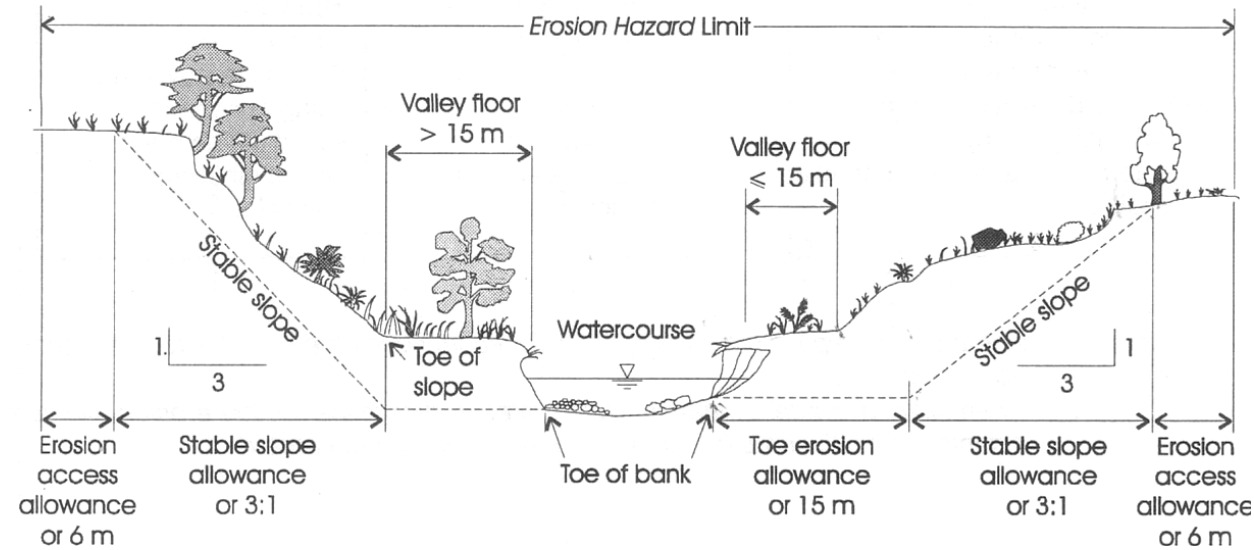 Erosion Hazard Limit
Valley floor
> 15 m
Valley floor
≤ 15 m
Stable slope
Watercourse
Stable slope
1.
3
Toe of
slope
1
3
Erosion
access
allowance
or 6 m
Stable slope
allowance
or 3:1
Toe of bank
Toe erosion
allowance
or 15 m
Stable slope
allowance
or 3:1
Erosion
access
allowance
or 6 m